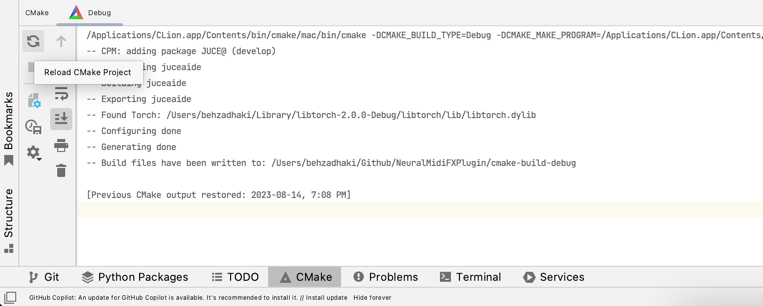 CMake
Debug
/Applications/CLion.app/Contents/bin/cmake/mac/bin/cmake -DCMAKE_BUILD_TYPE=Debug -DCMAKE_MAKE_PROGRAM=/Applications/CLion.app/Contents/
-- CPM: adding package JUCE@ (develop)
ing juceaide
Reload CMake Project
juceaide
-- Exporting juceaide
-- Found Torch: /Users/behzadhaki/Library/libtorch-2.0.0-Debug/libtorch/lib/libtorch.dylib
-- Configuring done
-- Generating done
-- Build files have been written to: /Users/behzadhaki/Github/NeuralMidiFXPlugin/cmake-build-debug
[Previous CMake output restored: 2023-08-14, 7:08 PM]
Bookmarks
Structure
Git
Python Packages
TODO
CMake
Problems
Terminal
Services
GitHub Copilot: An update for GitHub Copilot is available. It's recommended to install it. // Install update Hide forever